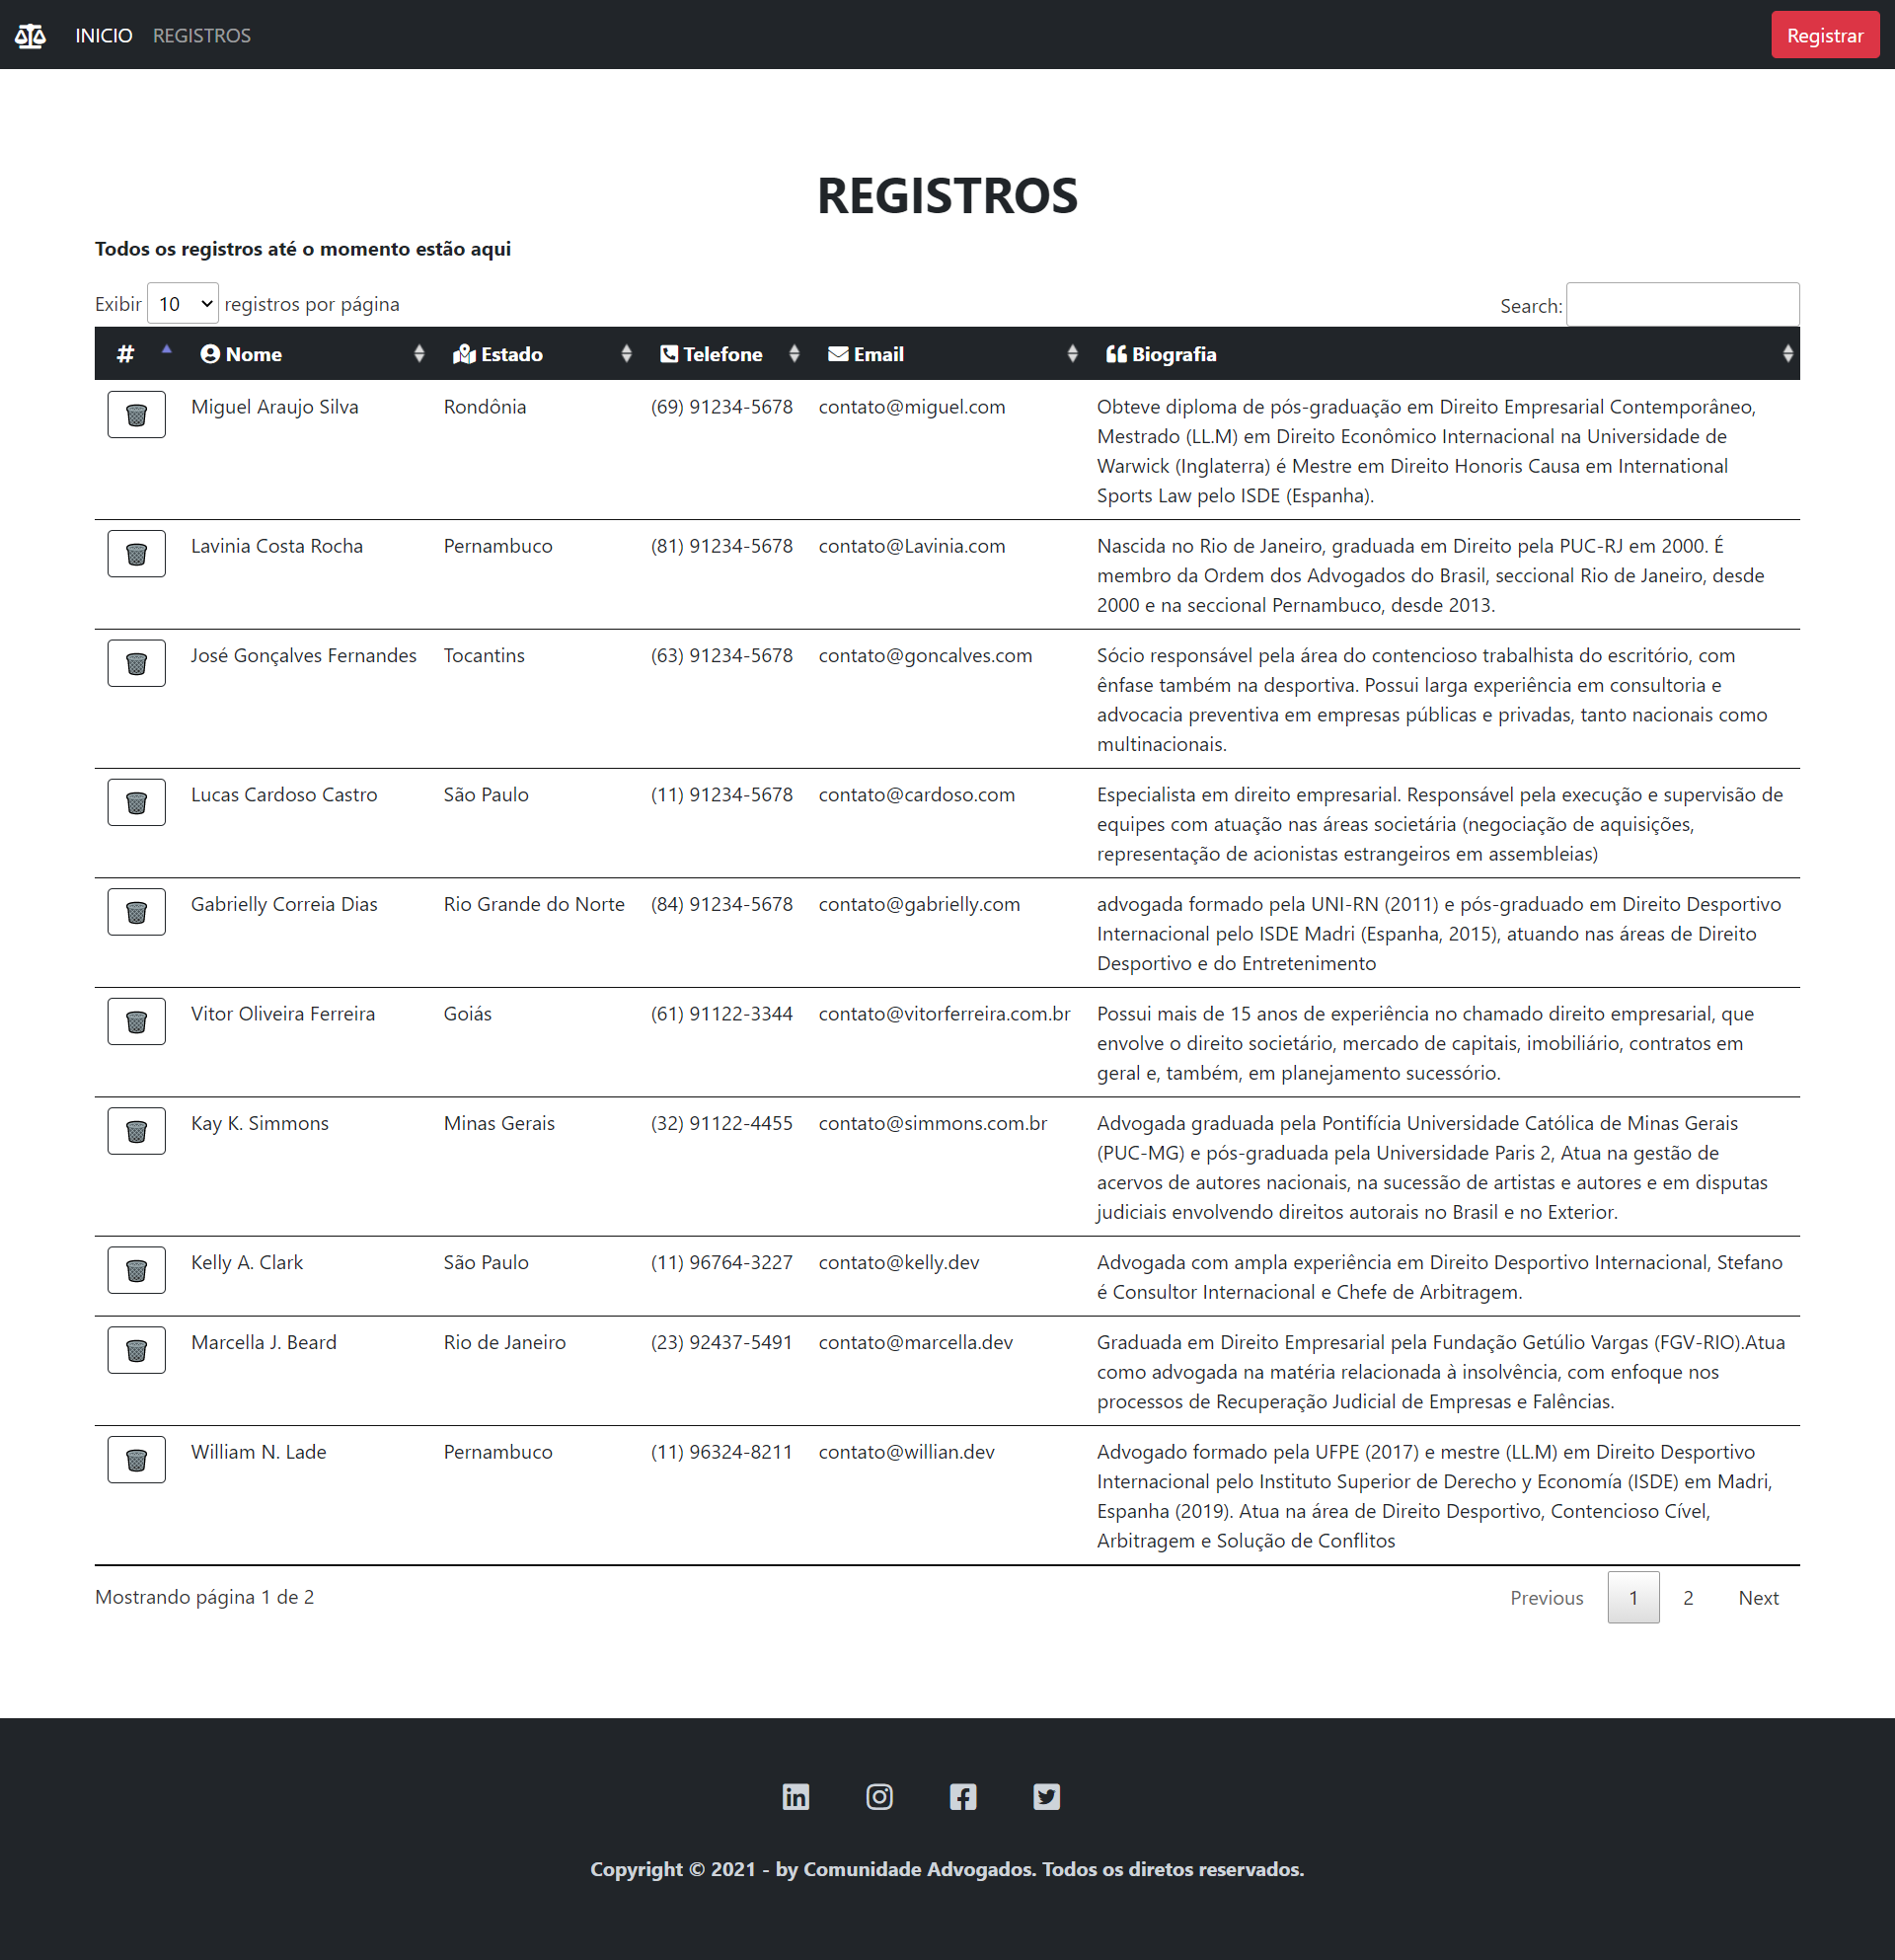 INICIO REGISTROS Registrar
REGISTROS
Todos os registros até o momento estão aqui
Exibir 10 registros por página Search:
# Nome Estado Telefone Email Biografia
Miguel Araujo Silva Rondônia (69) 91234-5678 contato@miguel.com Obteve diploma de pós-graduação em Direito Empresarial Contemporâneo,
Mestrado (LL.M) em Direito Econômico Internacional na Universidade de
Warwick (Inglaterra) é Mestre em Direito Honoris Causa em International
Sports Law pelo ISDE (Espanha).
Lavinia Costa Rocha Pernambuco (81) 91234-5678 contato@Lavinia.com Nascida no Rio de Janeiro, graduada em Direito pela PUC-RJ em 2000. É
membro da Ordem dos Advogados do Brasil, seccional Rio de Janeiro, desde
2000 e na seccional Pernambuco, desde 2013.
José Gonçalves Fernandes Tocantins (63) 91234-5678 contato@goncalves.com Sócio responsável pela área do contencioso trabalhista do escritório, com
ênfase também na desportiva. Possui larga experiência em consultoria e
advocacia preventiva em empresas públicas e privadas, tanto nacionais como
multinacionais.
Lucas Cardoso Castro São Paulo (11) 91234-5678 contato@cardoso.com Especialista em direito empresarial. Responsável pela execução e supervisão de
equipes com atuação nas áreas societária (negociação de aquisições,
representação de acionistas estrangeiros em assembleias)
Gabrielly Correia Dias Rio Grande do Norte (84) 91234-5678 contato@gabrielly.com advogada formado pela UNI-RN (2011) e pós-graduado em Direito Desportivo
Internacional pelo ISDE Madri (Espanha, 2015), atuando nas áreas de Direito
Desportivo e do Entretenimento
Vitor Oliveira Ferreira Goiás (61) 91122-3344 contato@vitorferreira.com.br Possui mais de 15 anos de experiência no chamado direito empresarial, que
envolve o direito societário, mercado de capitais, imobiliário, contratos em
geral e, também, em planejamento sucessório.
Kay K. Simmons Minas Gerais (32) 91122-4455 contato@simmons.com.br Advogada graduada pela Pontifícia Universidade Católica de Minas Gerais
(PUC-MG) e pós-graduada pela Universidade Paris 2, Atua na gestão de
acervos de autores nacionais, na sucessão de artistas e autores e em disputas
judiciais envolvendo direitos autorais no Brasil e no Exterior.
Kelly A. Clark São Paulo (11) 96764-3227 contato@kelly.dev Advogada com ampla experiência em Direito Desportivo Internacional, Stefano
é Consultor Internacional e Chefe de Arbitragem.
Marcella J. Beard Rio de Janeiro (23) 92437-5491 contato@marcella.dev Graduada em Direito Empresarial pela Fundação Getúlio Vargas (FGV-RIO).Atua
como advogada na matéria relacionada à insolvência, com enfoque nos
processos de Recuperação Judicial de Empresas e Falências.
William N. Lade Pernambuco (11) 96324-8211 contato@willian.dev Advogado formado pela UFPE (2017) e mestre (LL.M) em Direito Desportivo
Internacional pelo Instituto Superior de Derecho y Economía (ISDE) em Madri,
Espanha (2019). Atua na área de Direito Desportivo, Contencioso Cível,
Arbitragem e Solução de Conflitos
Mostrando página 1 de 2 Previous 1 2 Next
Copyright © 2021 - by Comunidade Advogados. Todos os diretos reservados.